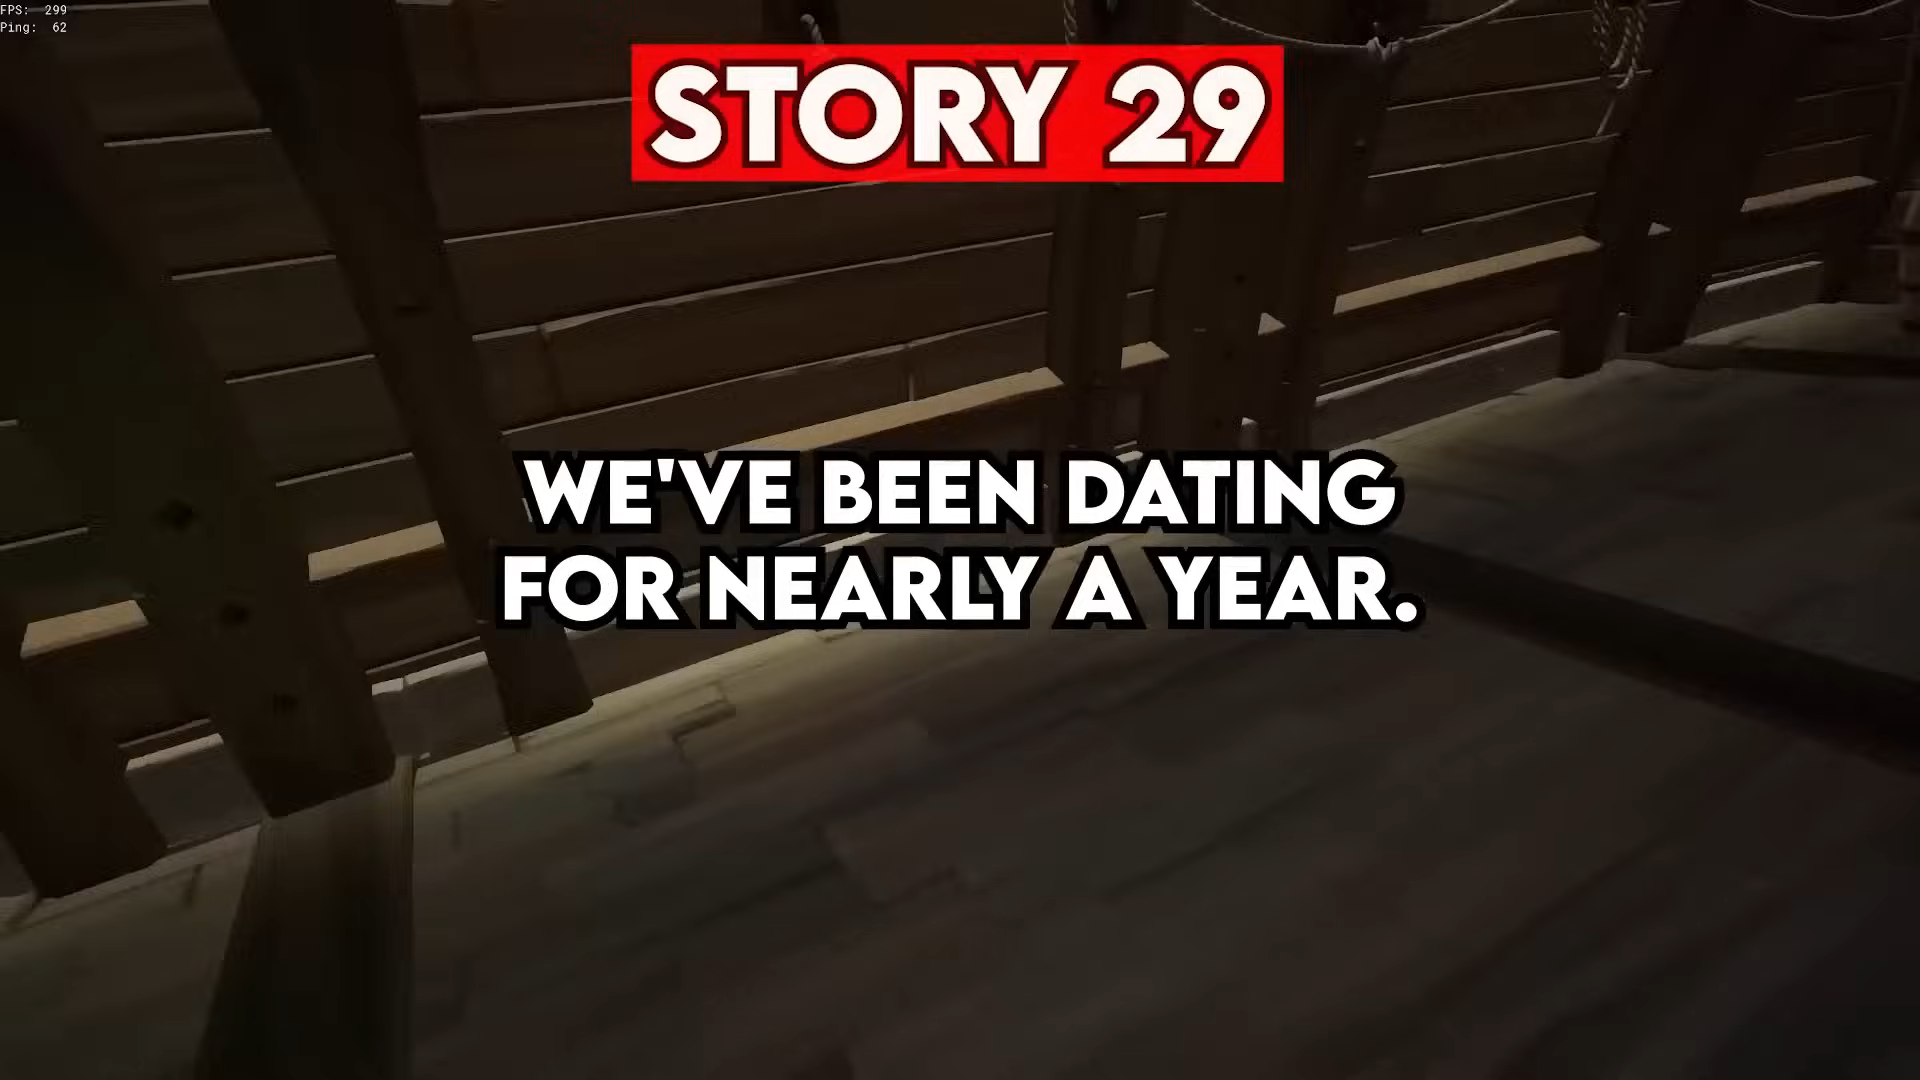 FPS: 299
Ping: 62
STORY 29
WE'VE BEEN DATING
FOR NEARLY A YEAR.